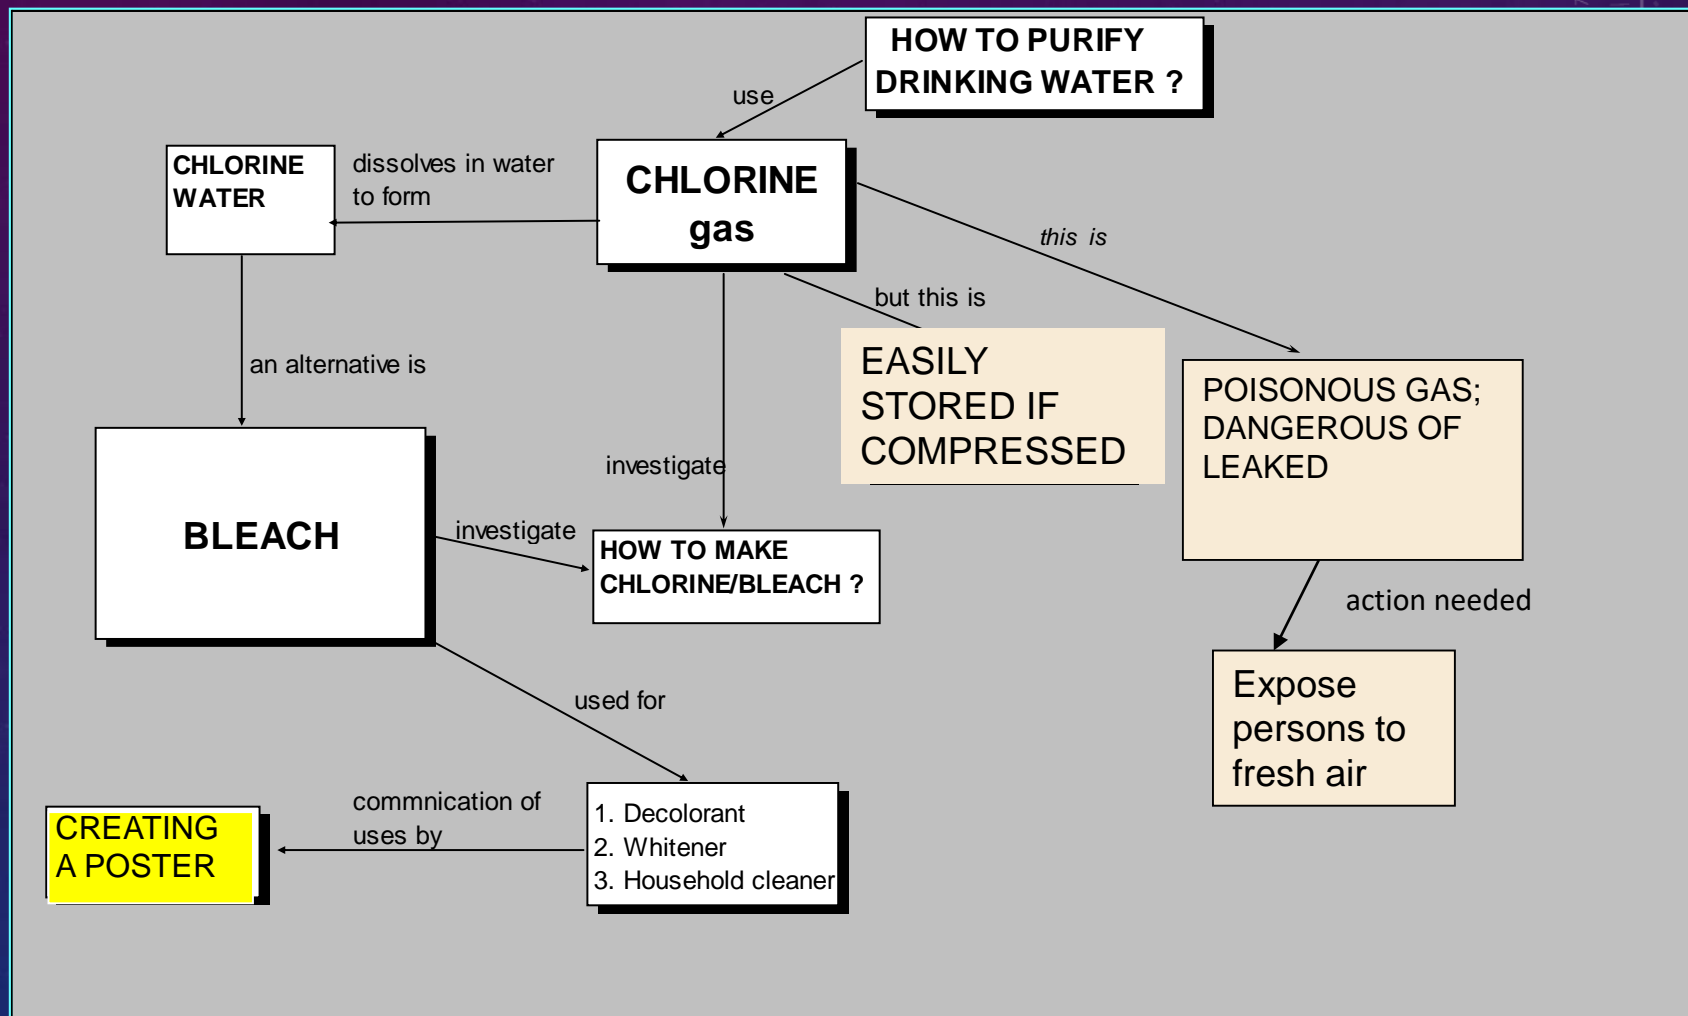 HOW TO PURIFY
DRINKING WATER ?
use
CHLORINE
gas
dissolves in water
to form
CHLORINE
WATER
this is
but this is
EASILY
STORED IF
COMPRESSED
POISONOUS GAS;
DANGEROUS OF
LEAKED
an alternative is
investigate
BLEACH
investigate
HOW TO MAKE
CHLORINE/BLEACH ?
action needed
Expose
persons to
fresh air
used for
1. Decolorant
2. Whitener
3. Household cleaner
commnication of
uses by
CREATING
A POSTER